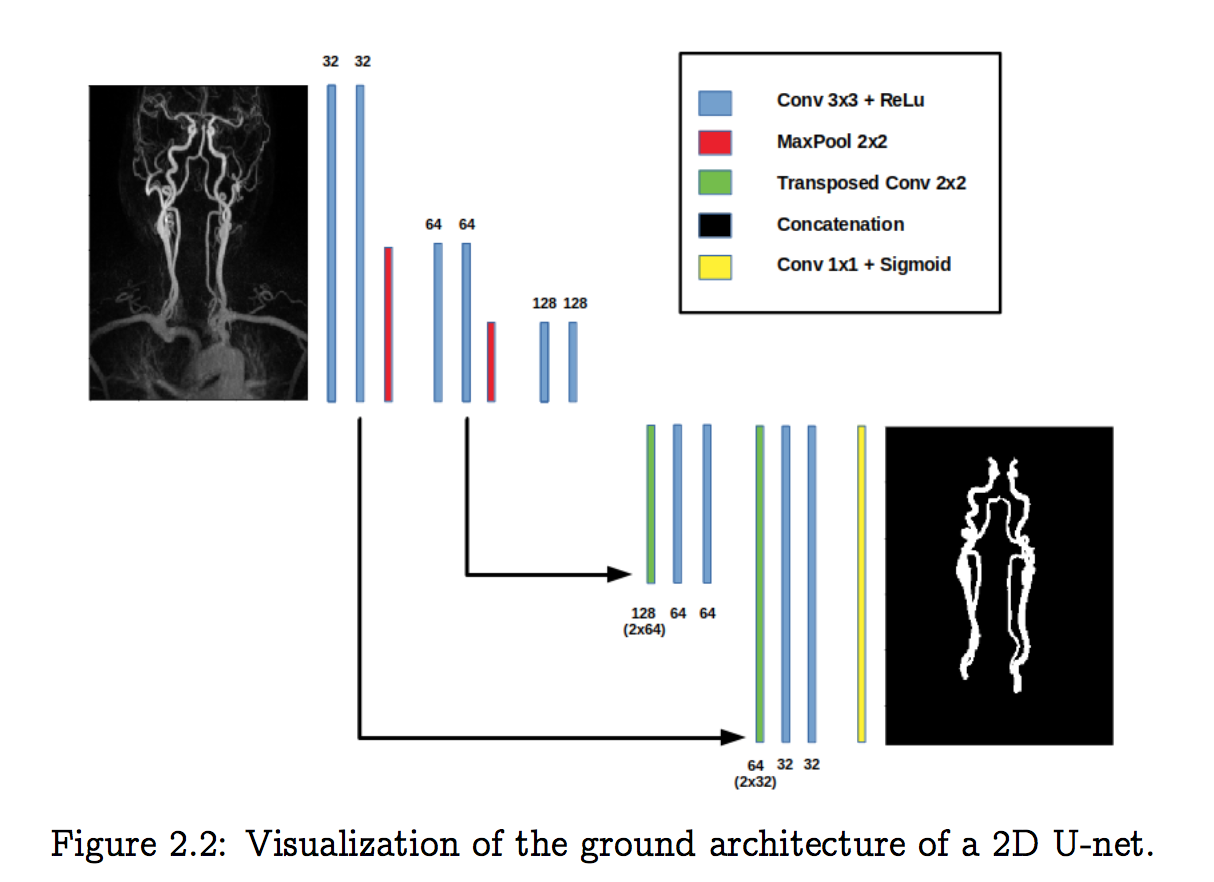 32 32
64 64
128 128
Conv 3x3 + ReLu
MaxPool 2x2
Transposed Conv 2x2
Concatenation
Conv 1x1 + Sigmoid
128 64 64
(2x64)
64 32 32
(2x32)
Figure 2.2: Visualization of the ground architecture of a 2D U-net.